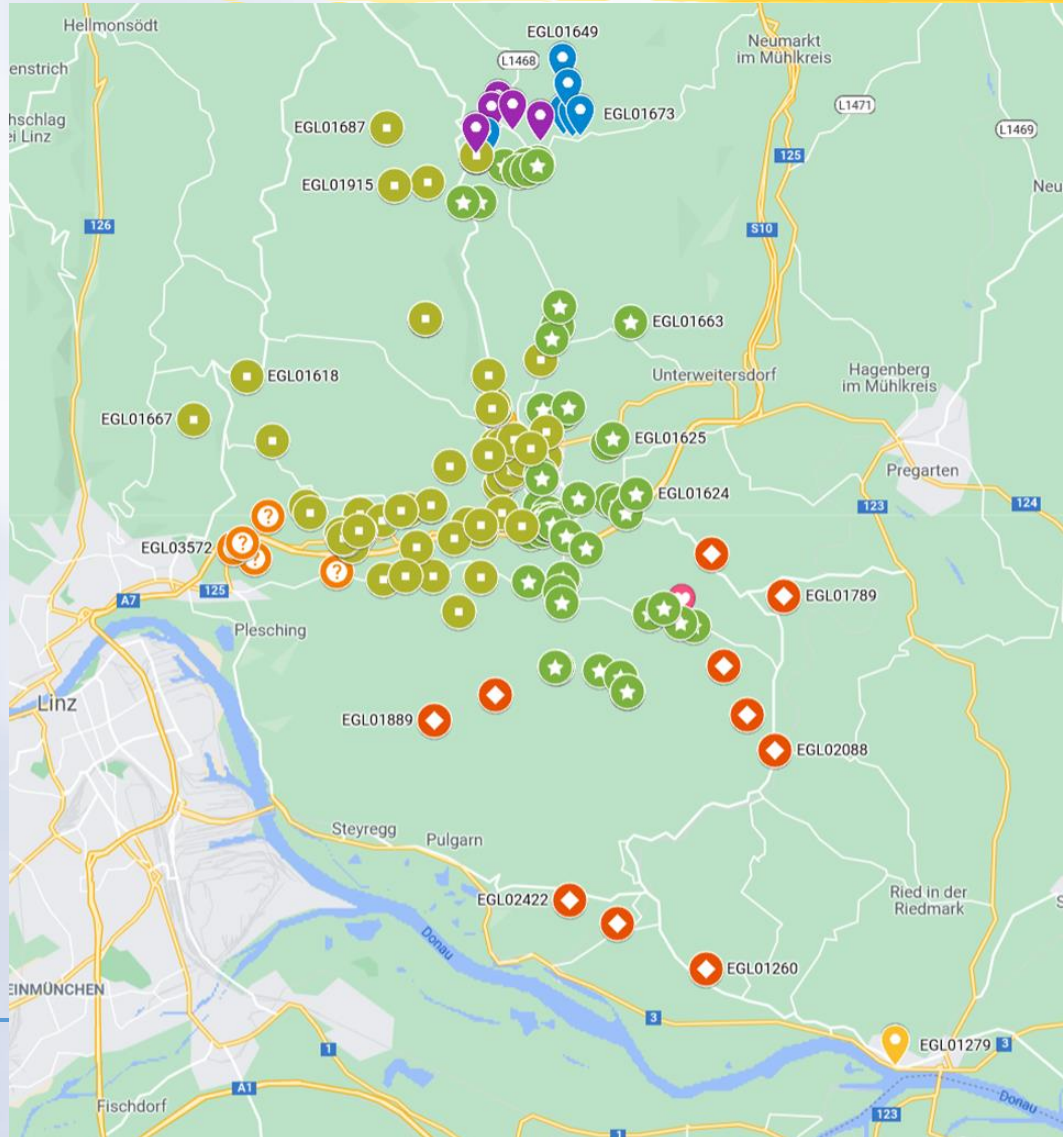 Hellmonsödt
EGL01649
Neumarkt
im Mühlkreis
L1468
enstrich
L1471
EGL01673
hschlag
ei Linz
EGL01687
L1469
125
EGL01915
Neu
126
S10
EGL01663
EGL01618
Unterweitersdorf
Hagenberg
im Mühlkreis
EGL01667
EGL01625
Pregarten
EGL01624
123
124
?
?
EGL03572
?
?
125
A7
EGL01789
Plesching
Linz
EGL01889
EGL02088
Steyregg
Pulgarn
EGL02422
Ried in der
Riedmark
S
Donau
EGL01260
EINMÜNCHEN
3
1
EGL01279
3
A1
Fischdorf
Donau
123
1